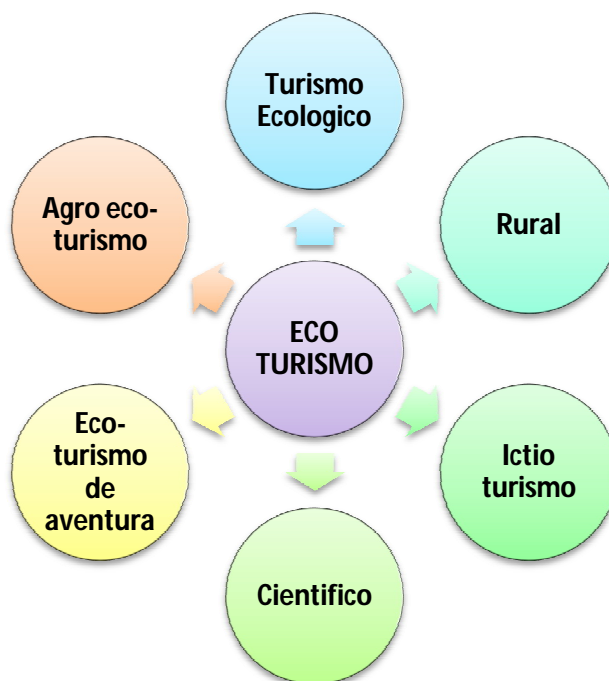 Turismo
Ecologico
Agro eco-
turismo
Rural
ECO
TURISMO
Eco-
turismo
de
aventura
Ictio
turismo
Cientifico